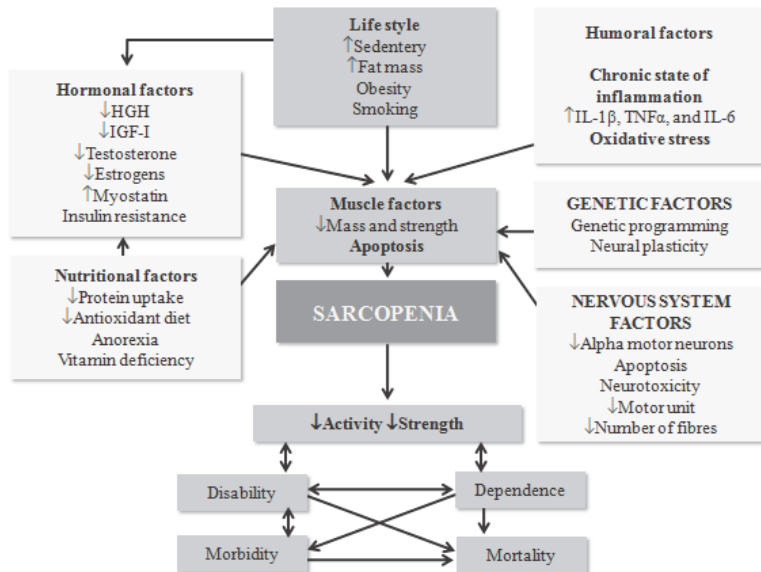 Life style
↑Sedentery
↑Fat mass
Obesity
Smoking
Humoral factors
Chronic state of
inflammation
↑IL-1β, TNFα, and IL-6
Oxidative stress
Hormonal factors
↓HGH
↓IGF-I
↓Testosterone
↓Estrogens
↑Myostatin
Insulin resistance
Muscle factors
↓Mass and strength
Apoptosis
GENETIC FACTORS
Genetic programming
Neural plasticity
Nutritional factors
↓Protein uptake
↓Antioxidant diet
Anorexia
Vitamin deficiency
SARCOPENIA
NERVOUS SYSTEM
FACTORS
↓Alpha motor neurons
Apoptosis
Neurotoxicity
↓Motor unit
↓Number of fibres
↓Activity ↓Strength
Disability
Dependence
Morbidity
Mortality